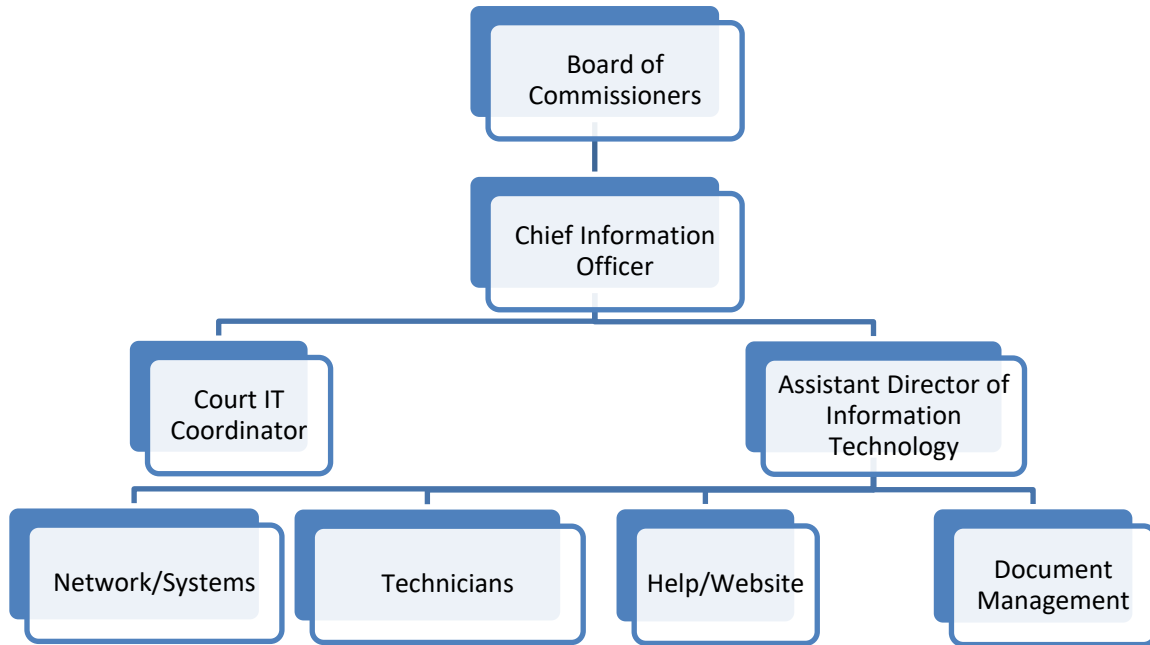 Board of
Commissioners
Chief Information
Officer
Court IT
Coordinator
Assistant Director of
Information
Technology
Network/Systems
Technicians
Help/Website
Document
Management